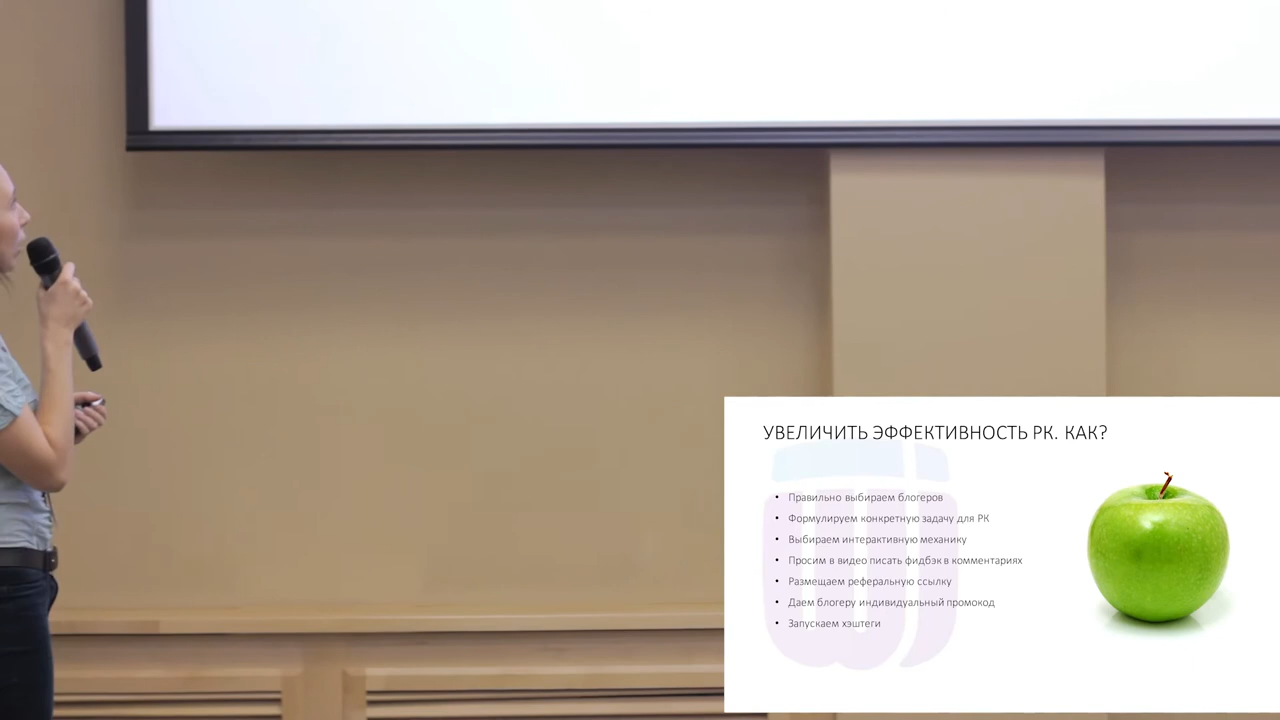 УВЕЛИЧИТЬ ЭФФЕКТИВНОСТЬ РК. КАК?
• Правильно выбираем блогеров
• Формулируем конкретную задачу для РК
• Выбираем интерактивную механику
• Просим в видео писать фидбэк в комментариях
• Размещаем реферальную ссылку
• Даем блогеру индивидуальный промокод
• Запускаем хэштеги